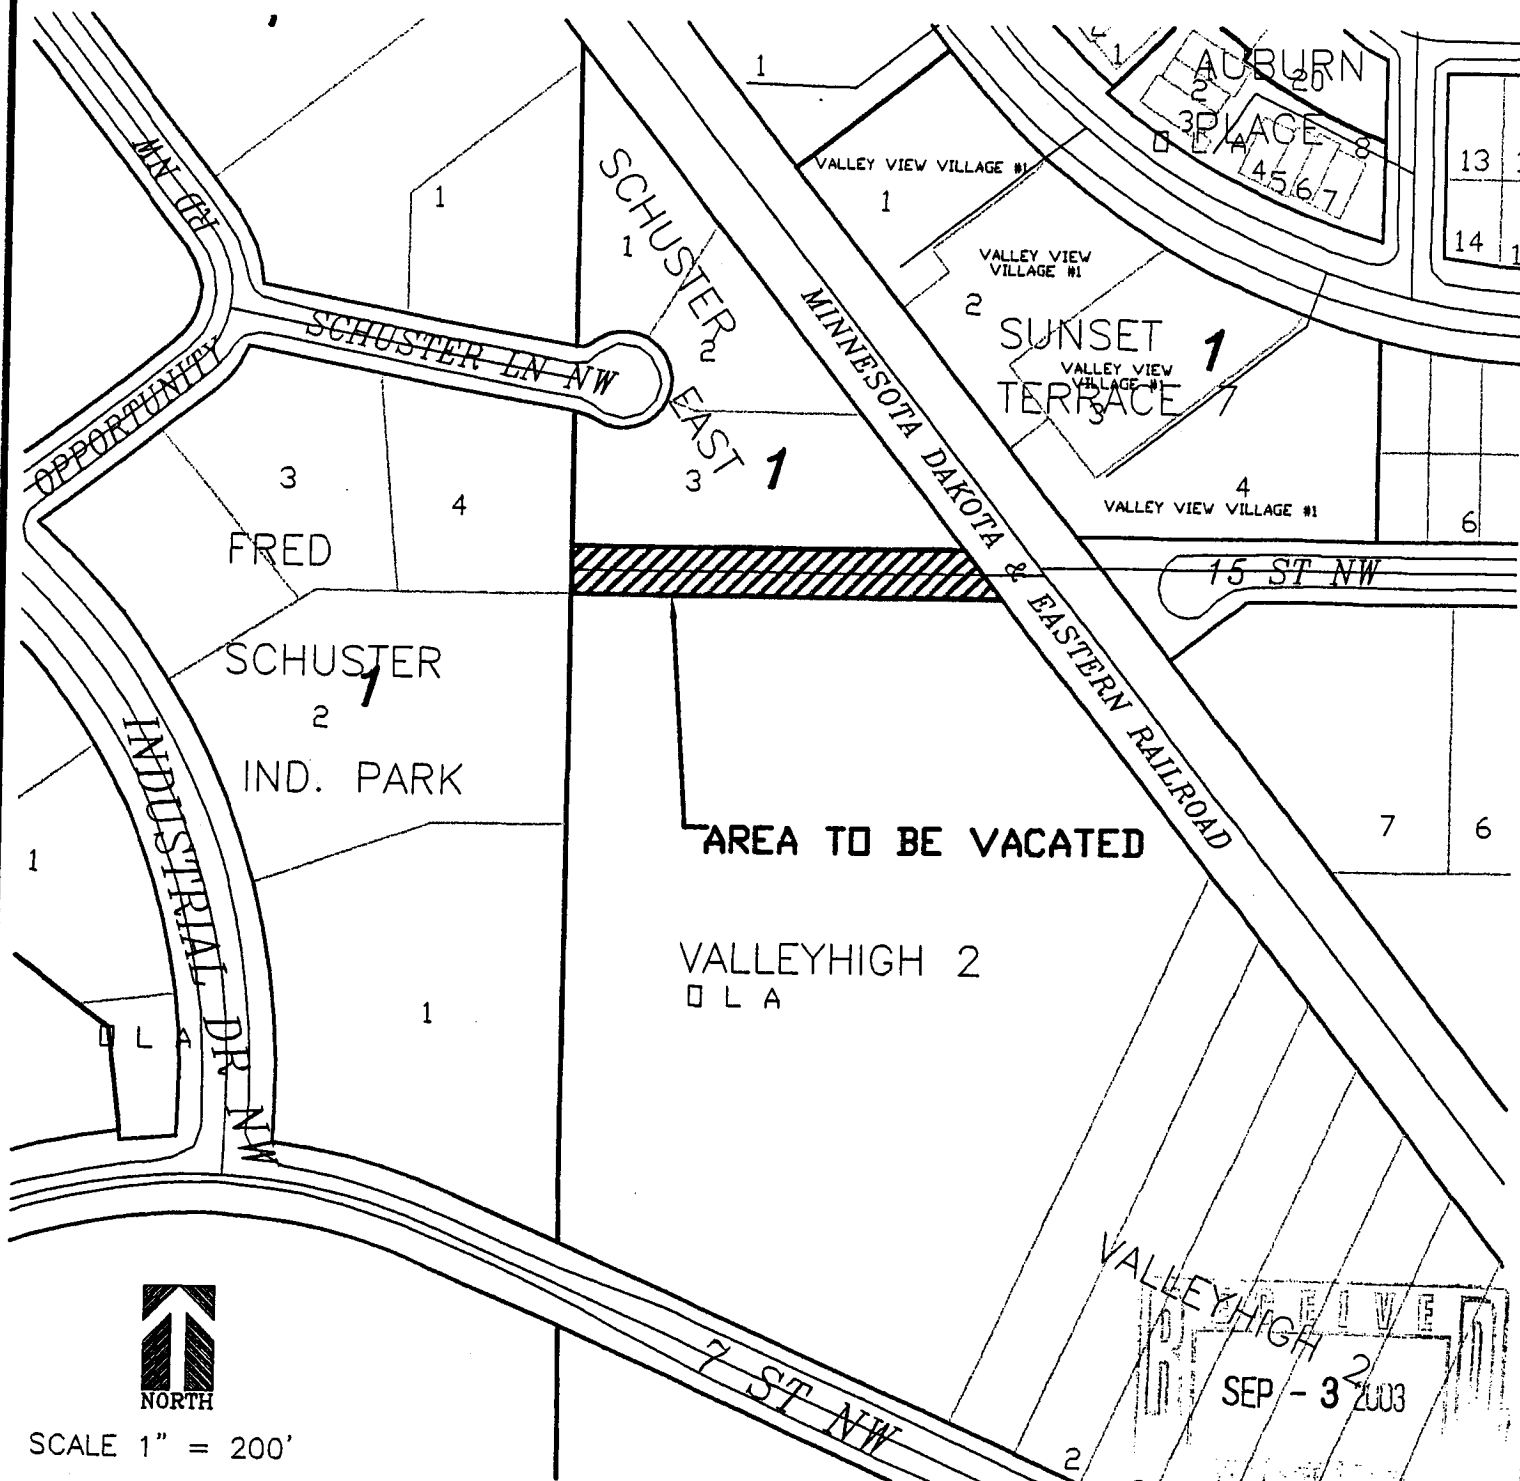 1
AUBURN
1
20
2
3
PLACE
8
O L A
4 5 6 7
13
14
RD NW
1
SCHUSTER
1
2
EAST
3
1
VALLEY VIEW VILLAGE #1
1
VALLEY VIEW
VILLAGE #1
2
SUNSET
1
VALLEY VIEW
VILLAGE #1
TERRACE 7
3
4
VALLEY VIEW VILLAGE #1
6
SCHUSTER LN NW
OPPORTUNITY
MINNESOTA DAKOTA & EASTERN RAILROAD
3
4
FRED
15 ST NW
SCHUSTER
1
2
IND. PARK
INDUSTRIAL DR NW
1
AREA TO BE VACATED
7
6
VALLEYHIGH 2
O L A
1
O L A
VALLEYHIGH
2
RECEIVED
SEP - 3 2003
7 ST NW
2
NORTH
SCALE 1" = 200'